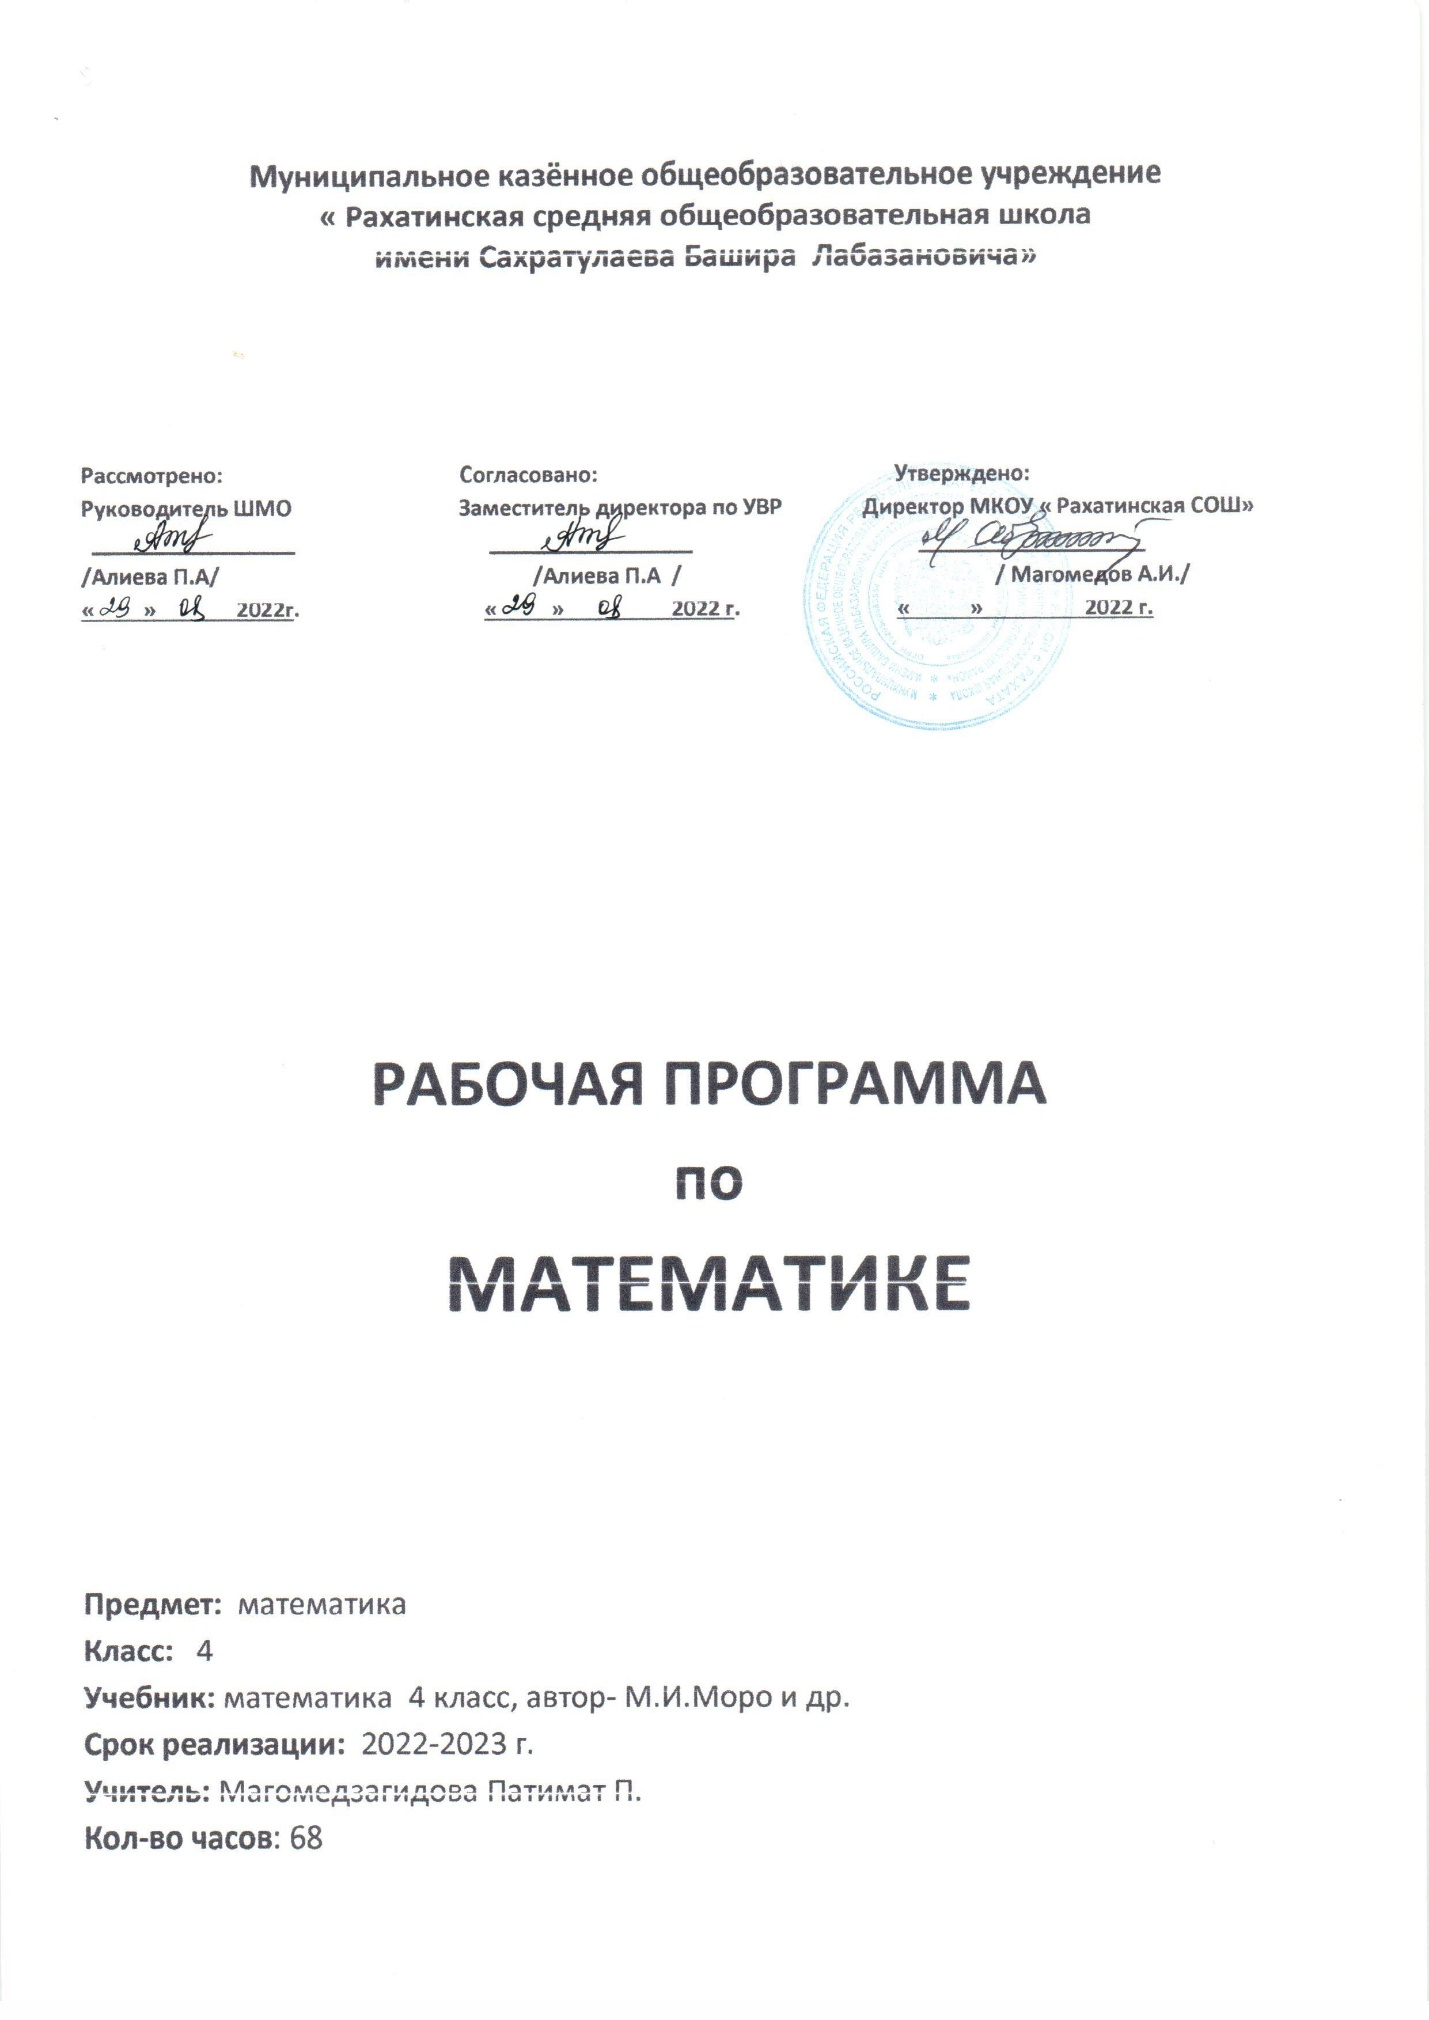 Муниципальное казённое общеобразовательное учреждение
« Рахатинская средняя общеобразовательная школа
имени Сахратулаева Башира Лабазановича»
Рассмотрено: Согласовано: Утверждено:
Руководитель ШМО Заместитель директора по УВР Директор МКОУ « Рахатинская СОШ»
/Алиева П.А/ /Алиева П.А / / Магомедов А.И./
« 29 » 08 2022г. « 29 » 08 2022 г. « » 2022 г.
РАБОЧАЯ ПРОГРАММА
по
МАТЕМАТИКЕ
Предмет: математика
Класс: 4
Учебник: математика 4 класс, автор- М.И.Моро и др.
Срок реализации: 2022-2023 г.
Учитель: Магомедзагидова Патимат П.
Кол-во часов: 68
РОССИЙСКАЯ ФЕДЕРАЦИЯ